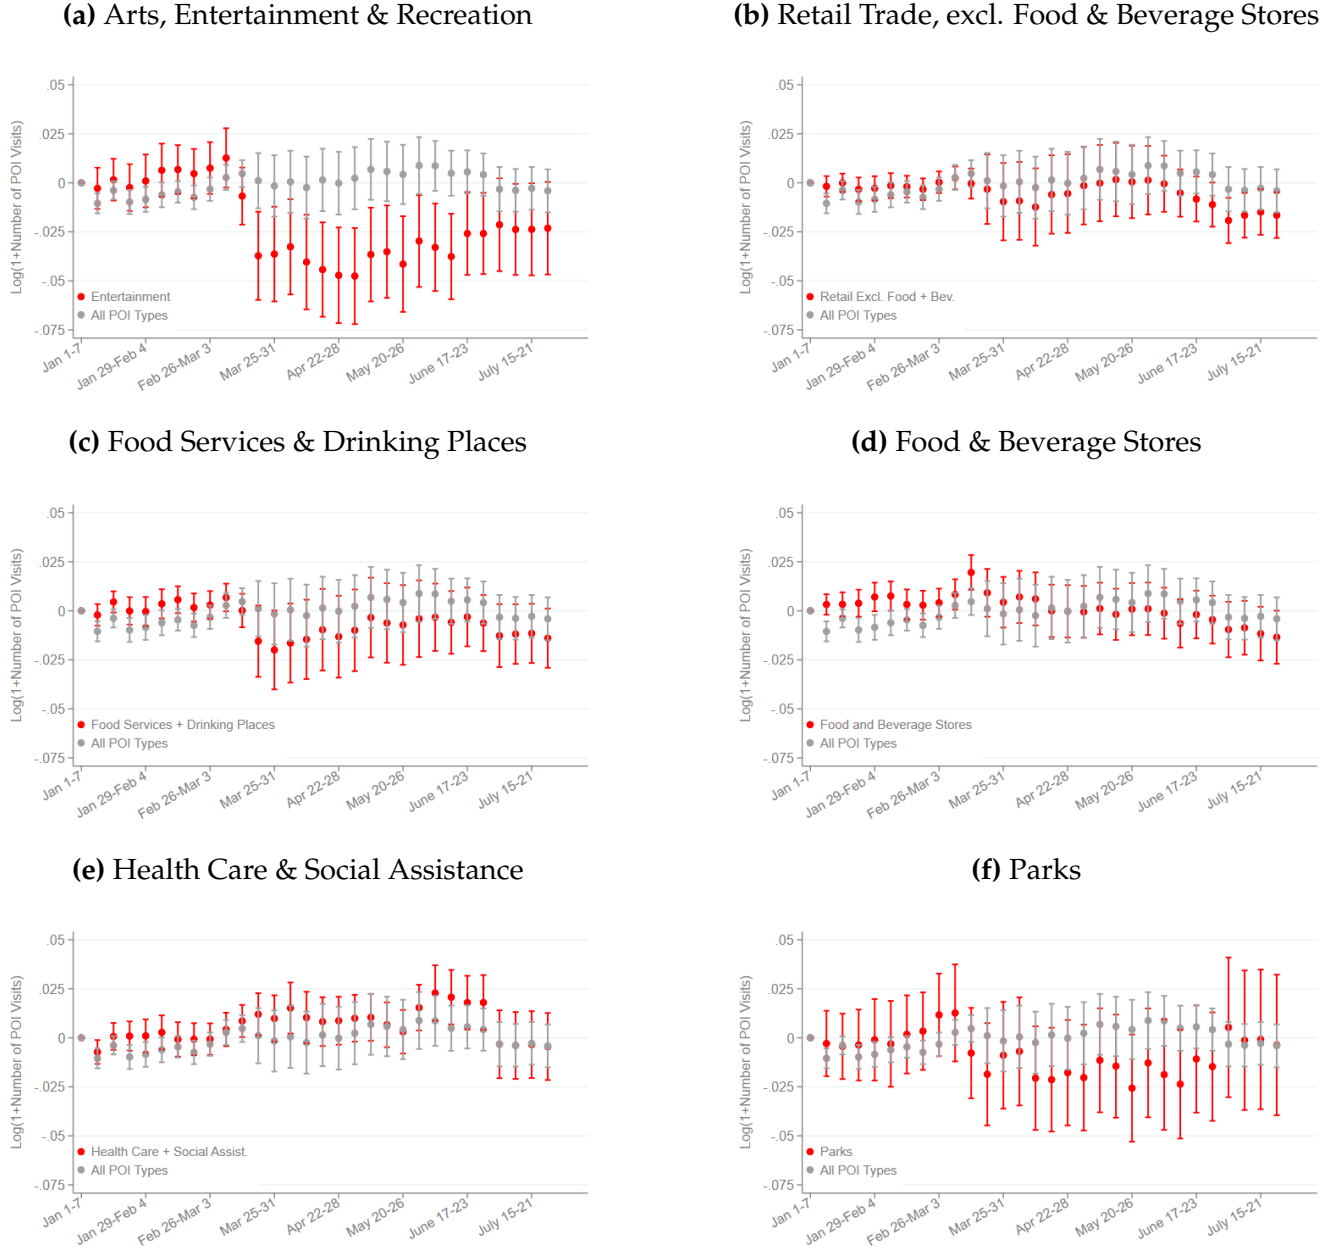 (a) Arts, Entertainment & Recreation
Log(1+Number of POI Visits)
.05
.025
0
-.025
-.05
-.075
Entertainment
All POI Types
Jan 1-7
Jan 29-Feb 4
Feb 26-Mar 3
Mar 25-31
Apr 22-28
May 20-26
June 17-23
July 15-21
(b) Retail Trade, excl. Food & Beverage Stores
Log(1+Number of POI Visits)
.05
.025
0
-.025
-.05
-.075
Retail Excl. Food + Bev.
All POI Types
Jan 1-7
Jan 29-Feb 4
Feb 26-Mar 3
Mar 25-31
Apr 22-28
May 20-26
June 17-23
July 15-21
(c) Food Services & Drinking Places
Log(1+Number of POI Visits)
.05
.025
0
-.025
-.05
-.075
Food Services + Drinking Places
All POI Types
Jan 1-7
Jan 29-Feb 4
Feb 26-Mar 3
Mar 25-31
Apr 22-28
May 20-26
June 17-23
July 15-21
(d) Food & Beverage Stores
Log(1+Number of POI Visits)
.05
.025
0
-.025
-.05
-.075
Food and Beverage Stores
All POI Types
Jan 1-7
Jan 29-Feb 4
Feb 26-Mar 3
Mar 25-31
Apr 22-28
May 20-26
June 17-23
July 15-21
(e) Health Care & Social Assistance
Log(1+Number of POI Visits)
.05
.025
0
-.025
-.05
-.075
Health Care + Social Assist.
All POI Types
Jan 1-7
Jan 29-Feb 4
Feb 26-Mar 3
Mar 25-31
Apr 22-28
May 20-26
June 17-23
July 15-21
(f) Parks
Log(1+Number of POI Visits)
.05
.025
0
-.025
-.05
-.075
Parks
All POI Types
Jan 1-7
Jan 29-Feb 4
Feb 26-Mar 3
Mar 25-31
Apr 22-28
May 20-26
June 17-23
July 15-21